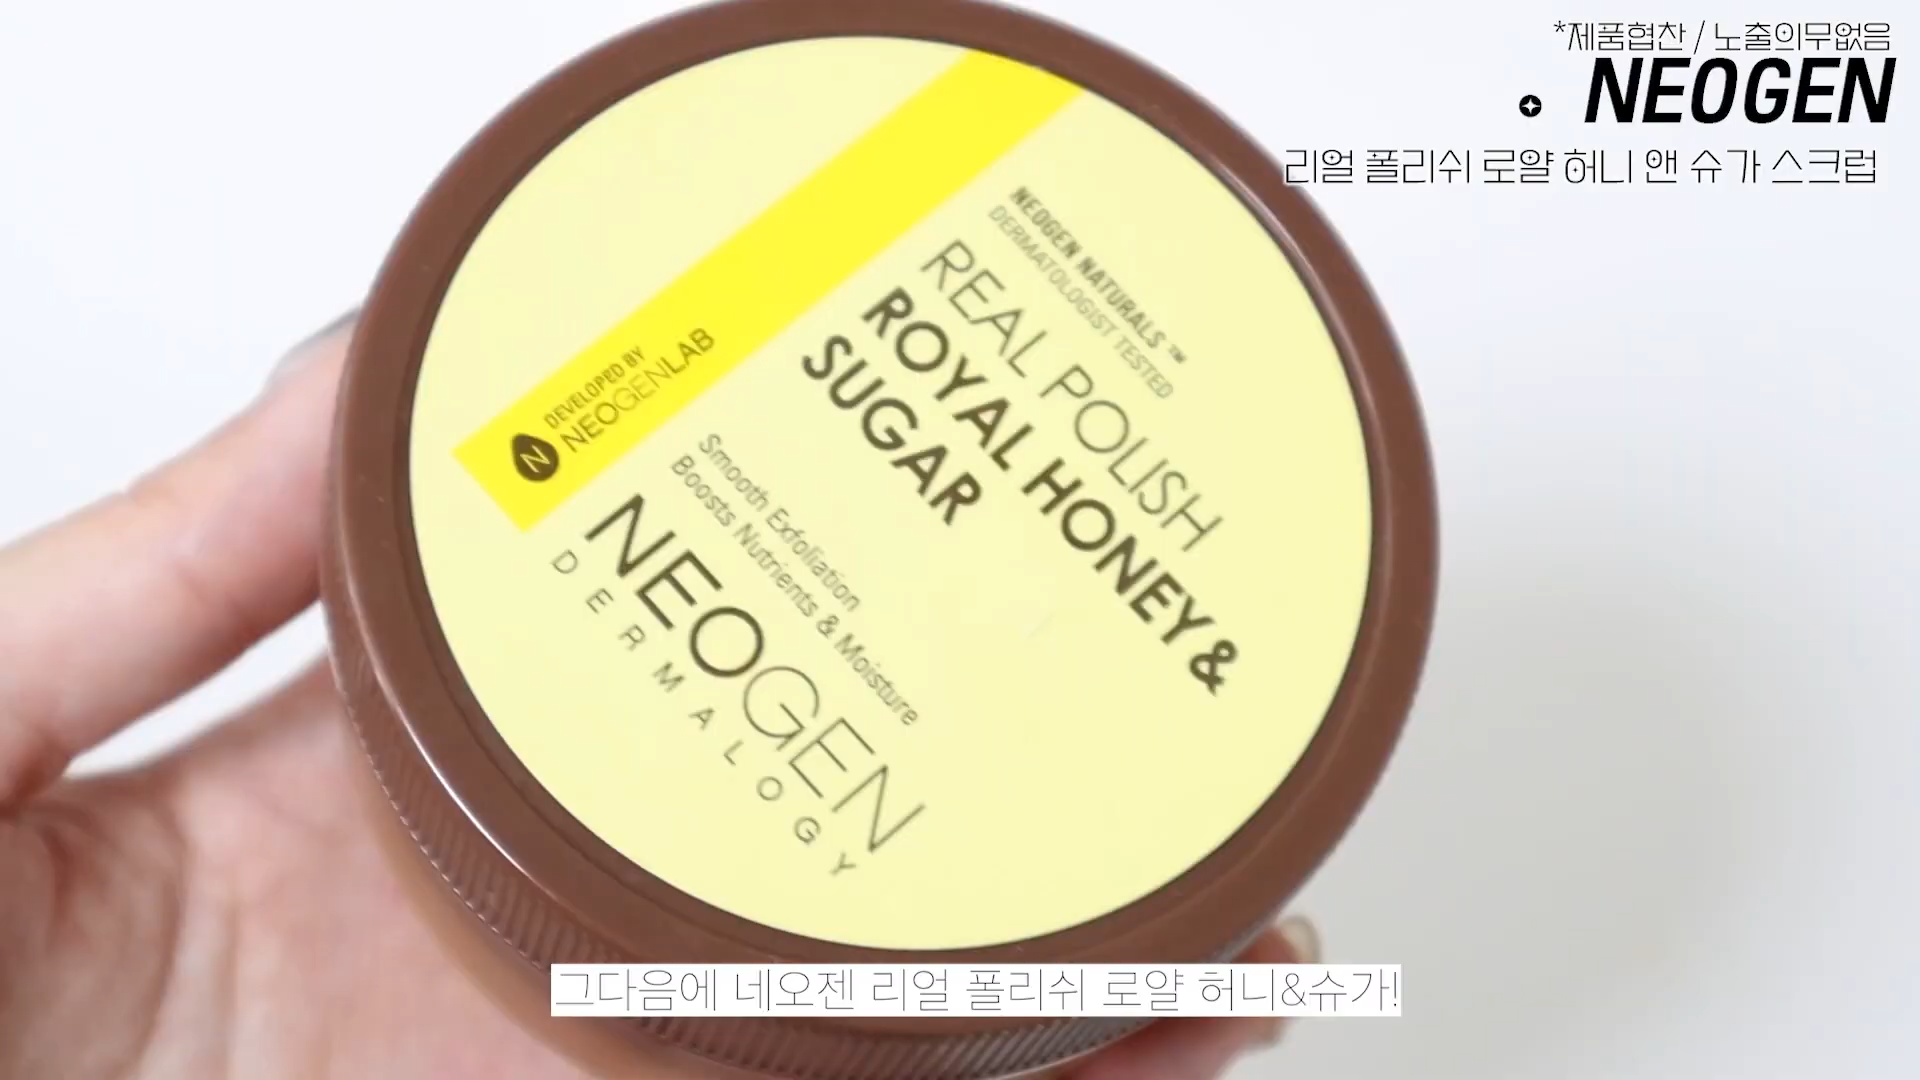 *제품협찬 / 노출의무없음
NEOGEN
리얼 폴리쉬 로얄 허니 앤 슈가 스크럽
NEOGEN NATURALS™
DERMATOLOGIST TESTED
REAL POLISH
ROYAL HONEY &
SUGAR
DEVELOPED BY
NEOGENLAB
N
Smooth Exfoliation
Boosts Nutrients & Moisture
NEOGEN
DERMALOGY
그다음에 네오젠 리얼 폴리쉬 로얄 허니&슈가!